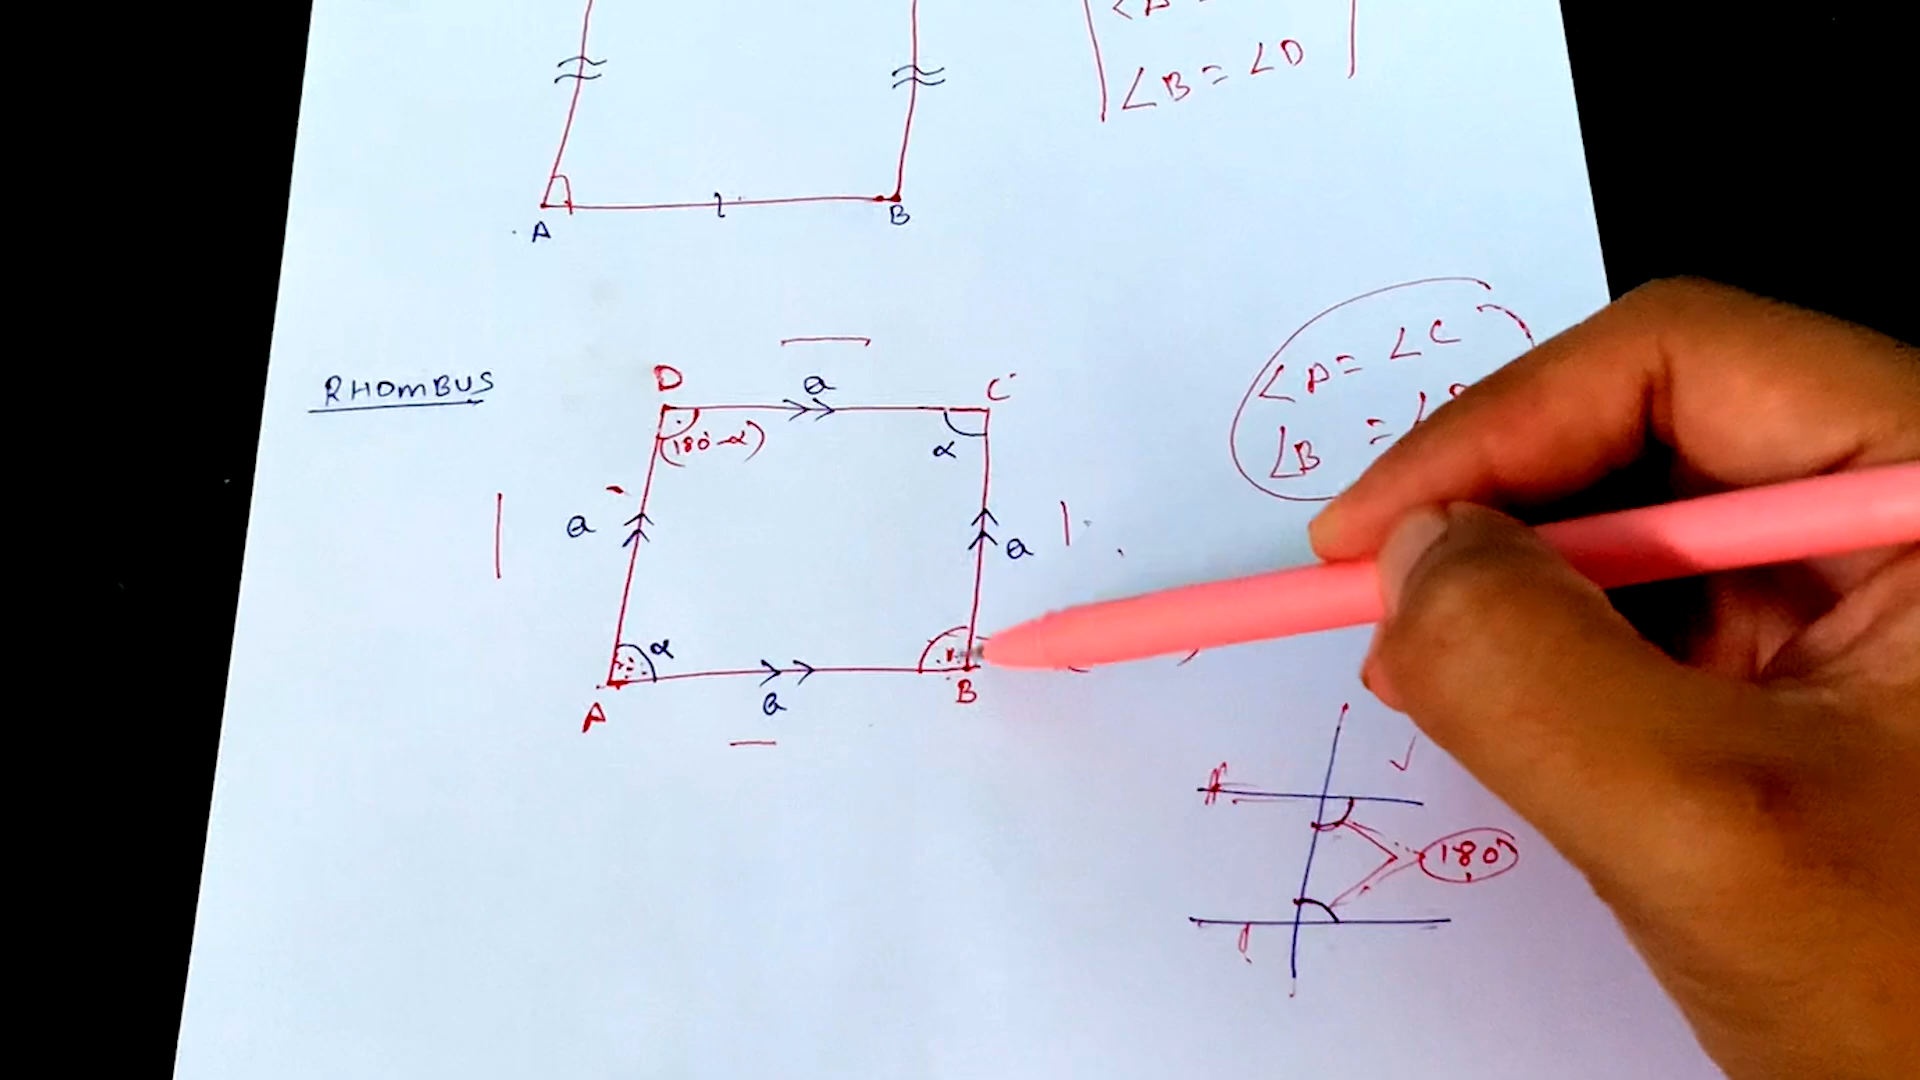 ∠B = ∠D
A
B
RHOMBUS
D
a
C
(180-α)
α
∠A = ∠C
∠B =
a
a
α
A
a
B
180